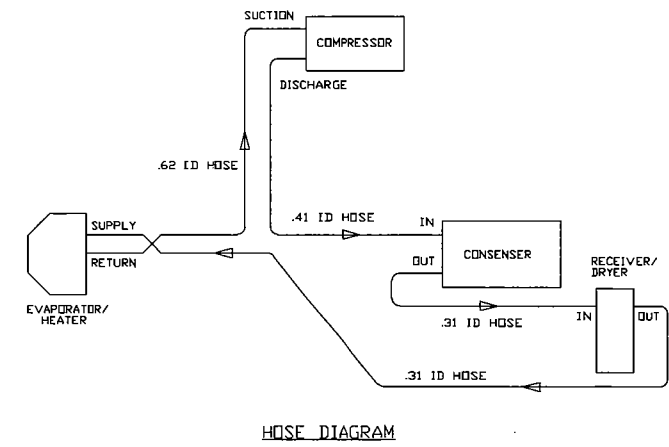 SUCTION
COMPRESSOR
DISCHARGE
.62 ID HOSE
.41 ID HOSE
IN
SUPPLY
CONSENSER
OUT
RETURN
RECEIVER/
DRYER
EVAPORATOR/
HEATER
IN
OUT
.31 ID HOSE
.31 ID HOSE
HOSE DIAGRAM